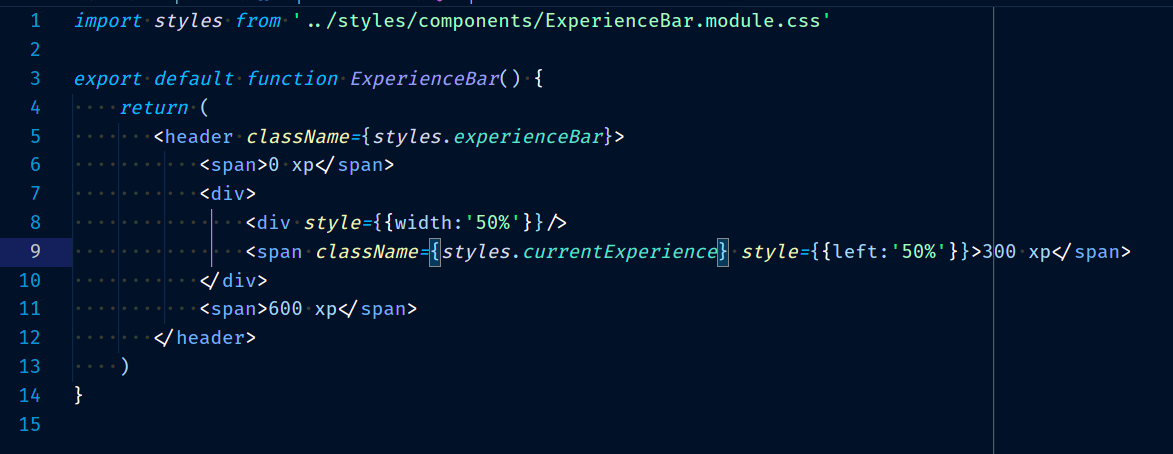 1 import styles from '../styles/components/ExperienceBar.module.css'
2
3 export default function ExperienceBar() {
4     return (
5        <header className={styles.experienceBar}>
6            <span>0 xp</span>
7            <div>
8                <div style={{width:'50%'}}/>
9                <span className={styles.currentExperience} style={{left:'50%'}}>300 xp</span>
10            </div>
11            <span>600 xp</span>
12        </header>
13     )
14 }
15